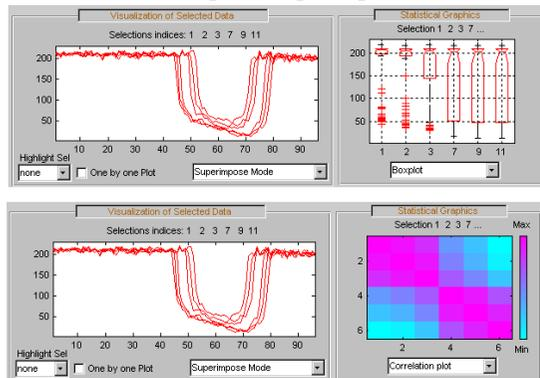 Visualization of Selected Data
Selections indices: 1 2 3 7 9 11
200
150
100
50
10 20 30 40 50 60 70 80 90
Highlight Sel
none
One by one Plot
Superimpose Mode
Statistical Graphics
Selection 1 2 3 7 ...
200
150
100
50
1 2 3 7 9 11
Boxplot
Visualization of Selected Data
Selections indices: 1 2 3 7 9 11
200
150
100
50
10 20 30 40 50 60 70 80 90
Highlight Sel
none
One by one Plot
Superimpose Mode
Statistical Graphics
Selection 1 2 3 7 ...
Max
2
4
6
2 4 6
Min
Correlation plot